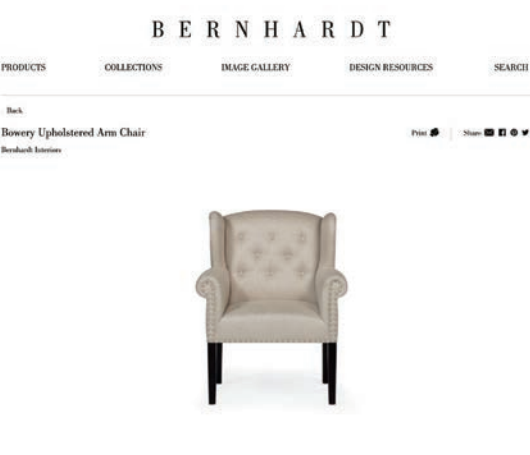 BERNHARDT
PRODUCTS COLLECTIONS IMAGE GALLERY DESIGN RESOURCES SEARCH
Back
Bowery Upholstered Arm Chair Print Share
Bernhardt Interiors